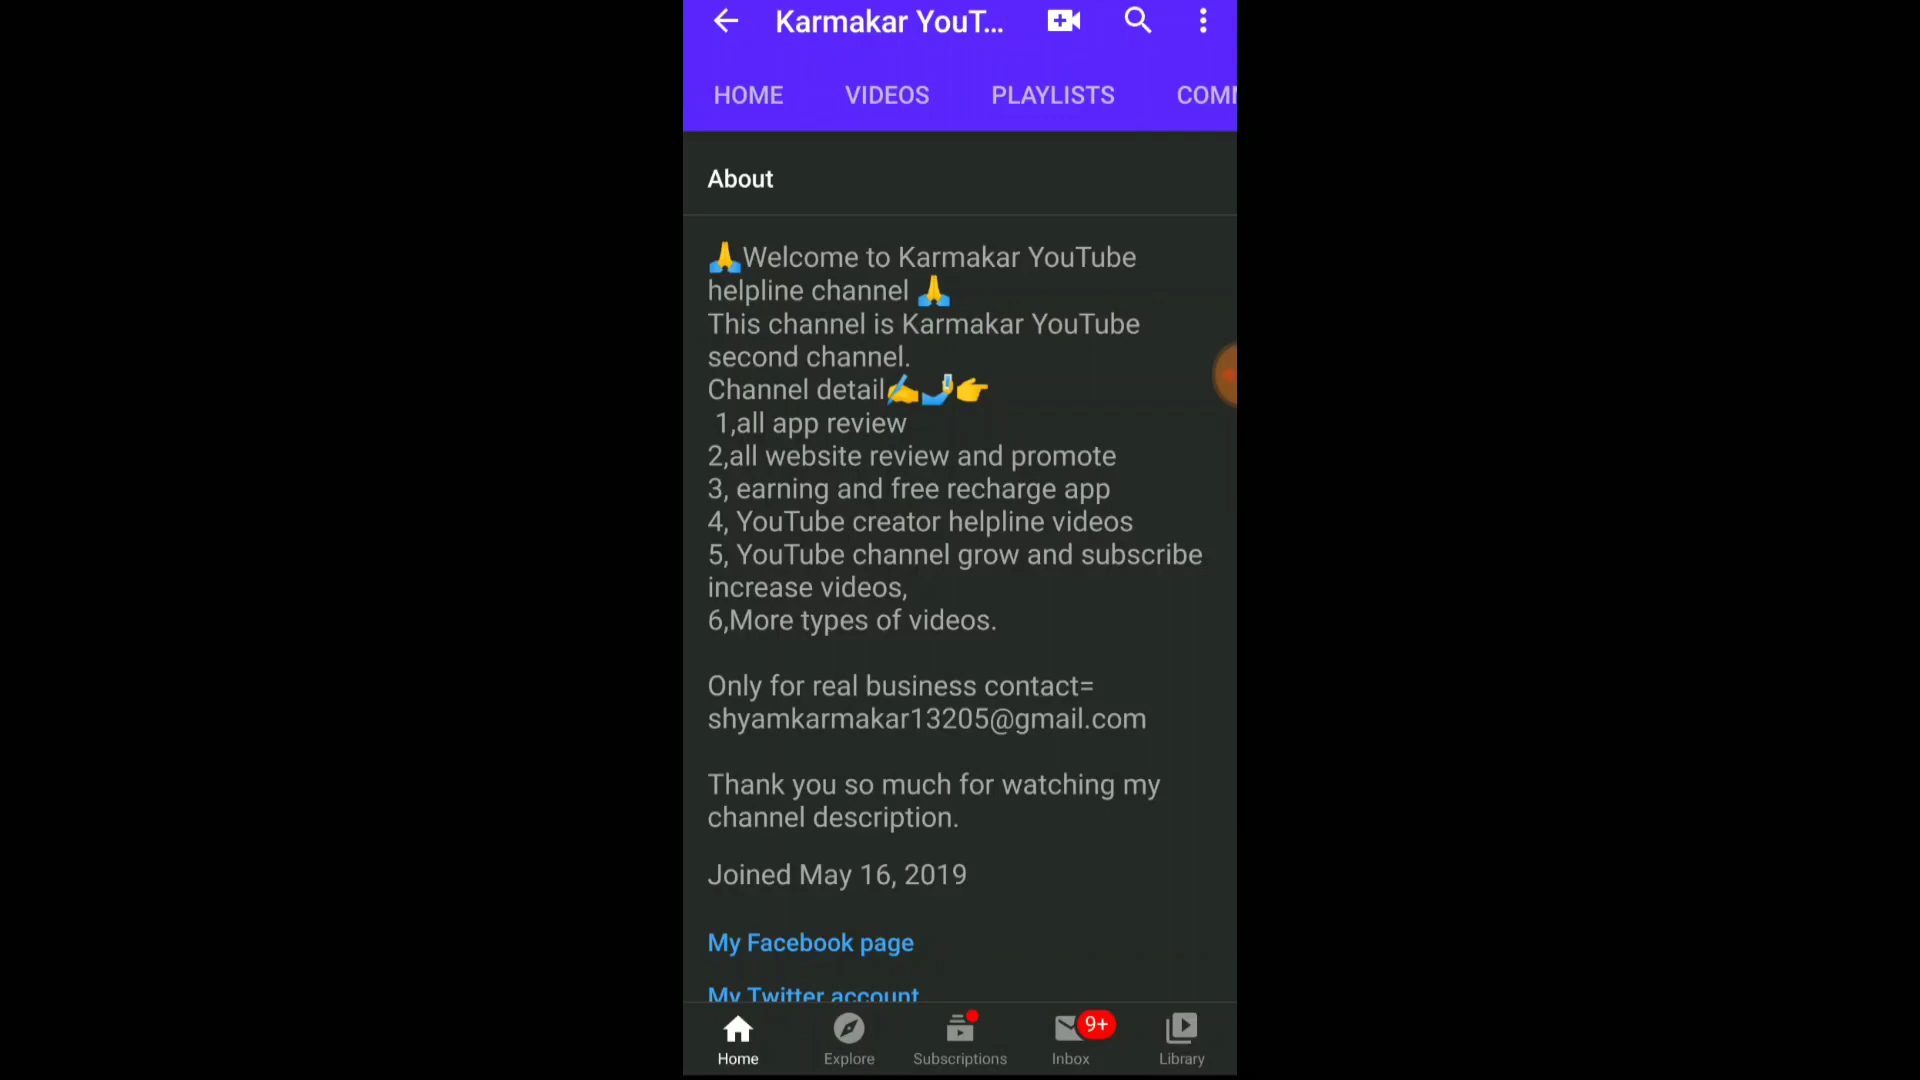 Karmakar YouT...
HOME VIDEOS PLAYLISTS COMM
About
🙏Welcome to Karmakar YouTube
helpline channel 🙏
This channel is Karmakar YouTube
second channel.
Channel detail✍️🤳👉
1,all app review
2,all website review and promote
3, earning and free recharge app
4, YouTube creator helpline videos
5, YouTube channel grow and subscribe
increase videos,
6,More types of videos.
Only for real business contact=
shyamkarmakar13205@gmail.com
Thank you so much for watching my
channel description.
Joined May 16, 2019
My Facebook page
My Twitter account
9+
Home Explore Subscriptions Inbox Library